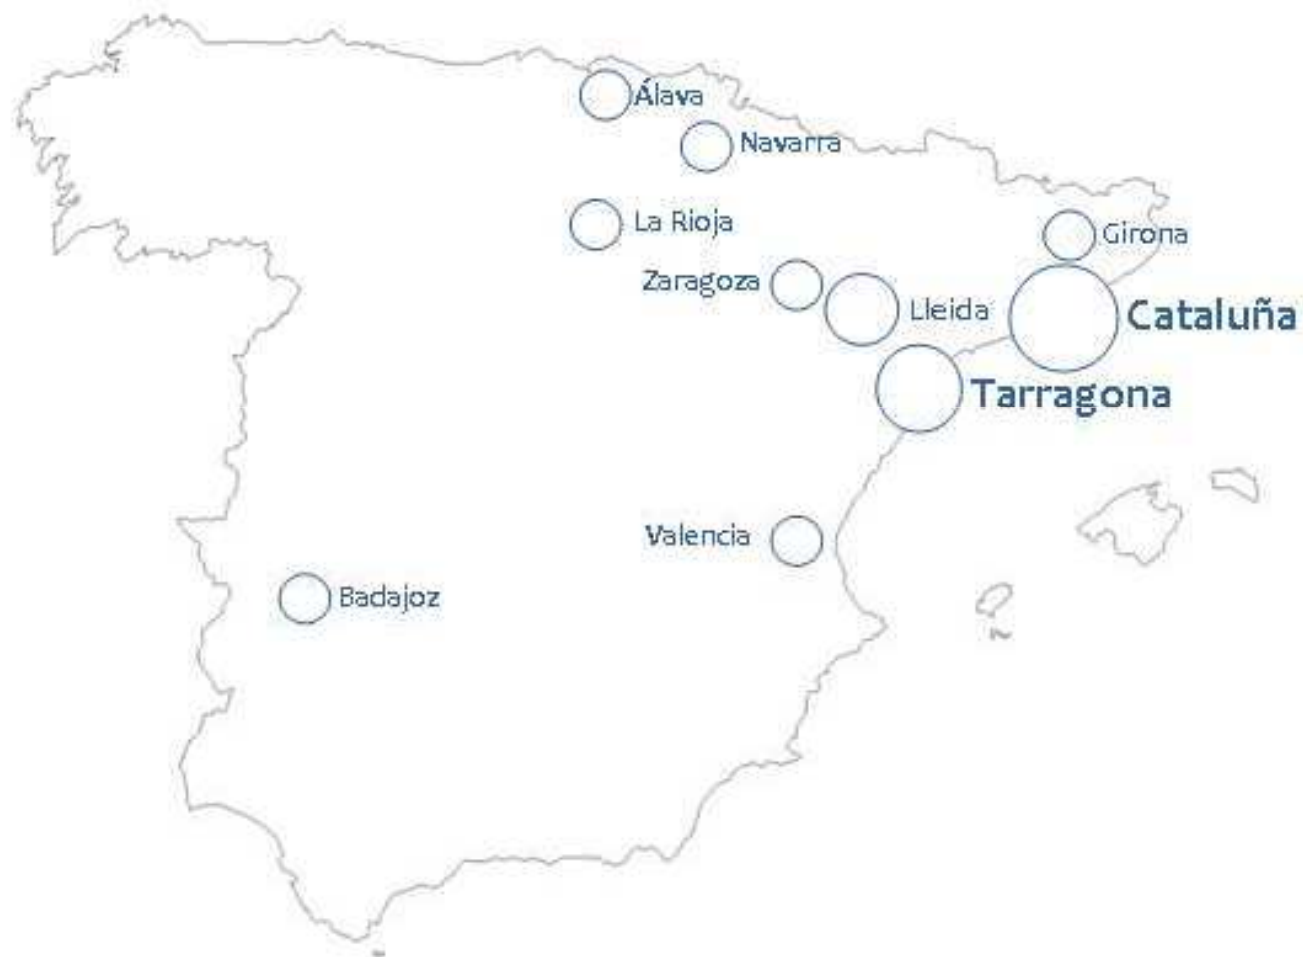 Álava
Navarra
La Rioja
Girona
Zaragoza
Lleida
Cataluña
Tarragona
Valencia
Badajoz